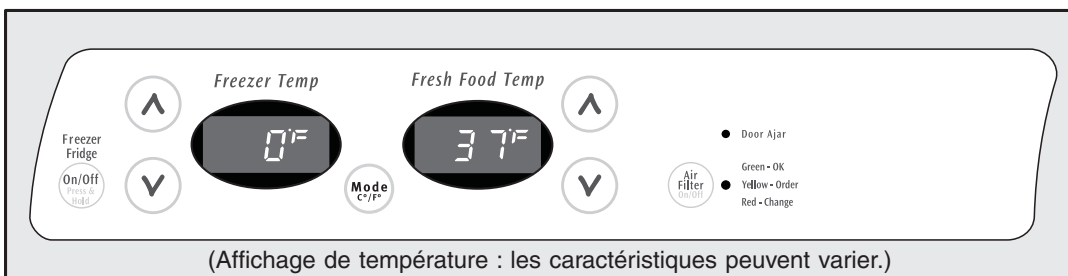 Freezer Temp
Fresh Food Temp
Freezer
Fridge
On/Off
Press &
Hold
0°F
Mode
C°/F°
37°F
Air
Filter
On/Off
Door Ajar
Green - OK
Yellow - Order
Red - Change
(Affichage de température : les caractéristiques peuvent varier.)